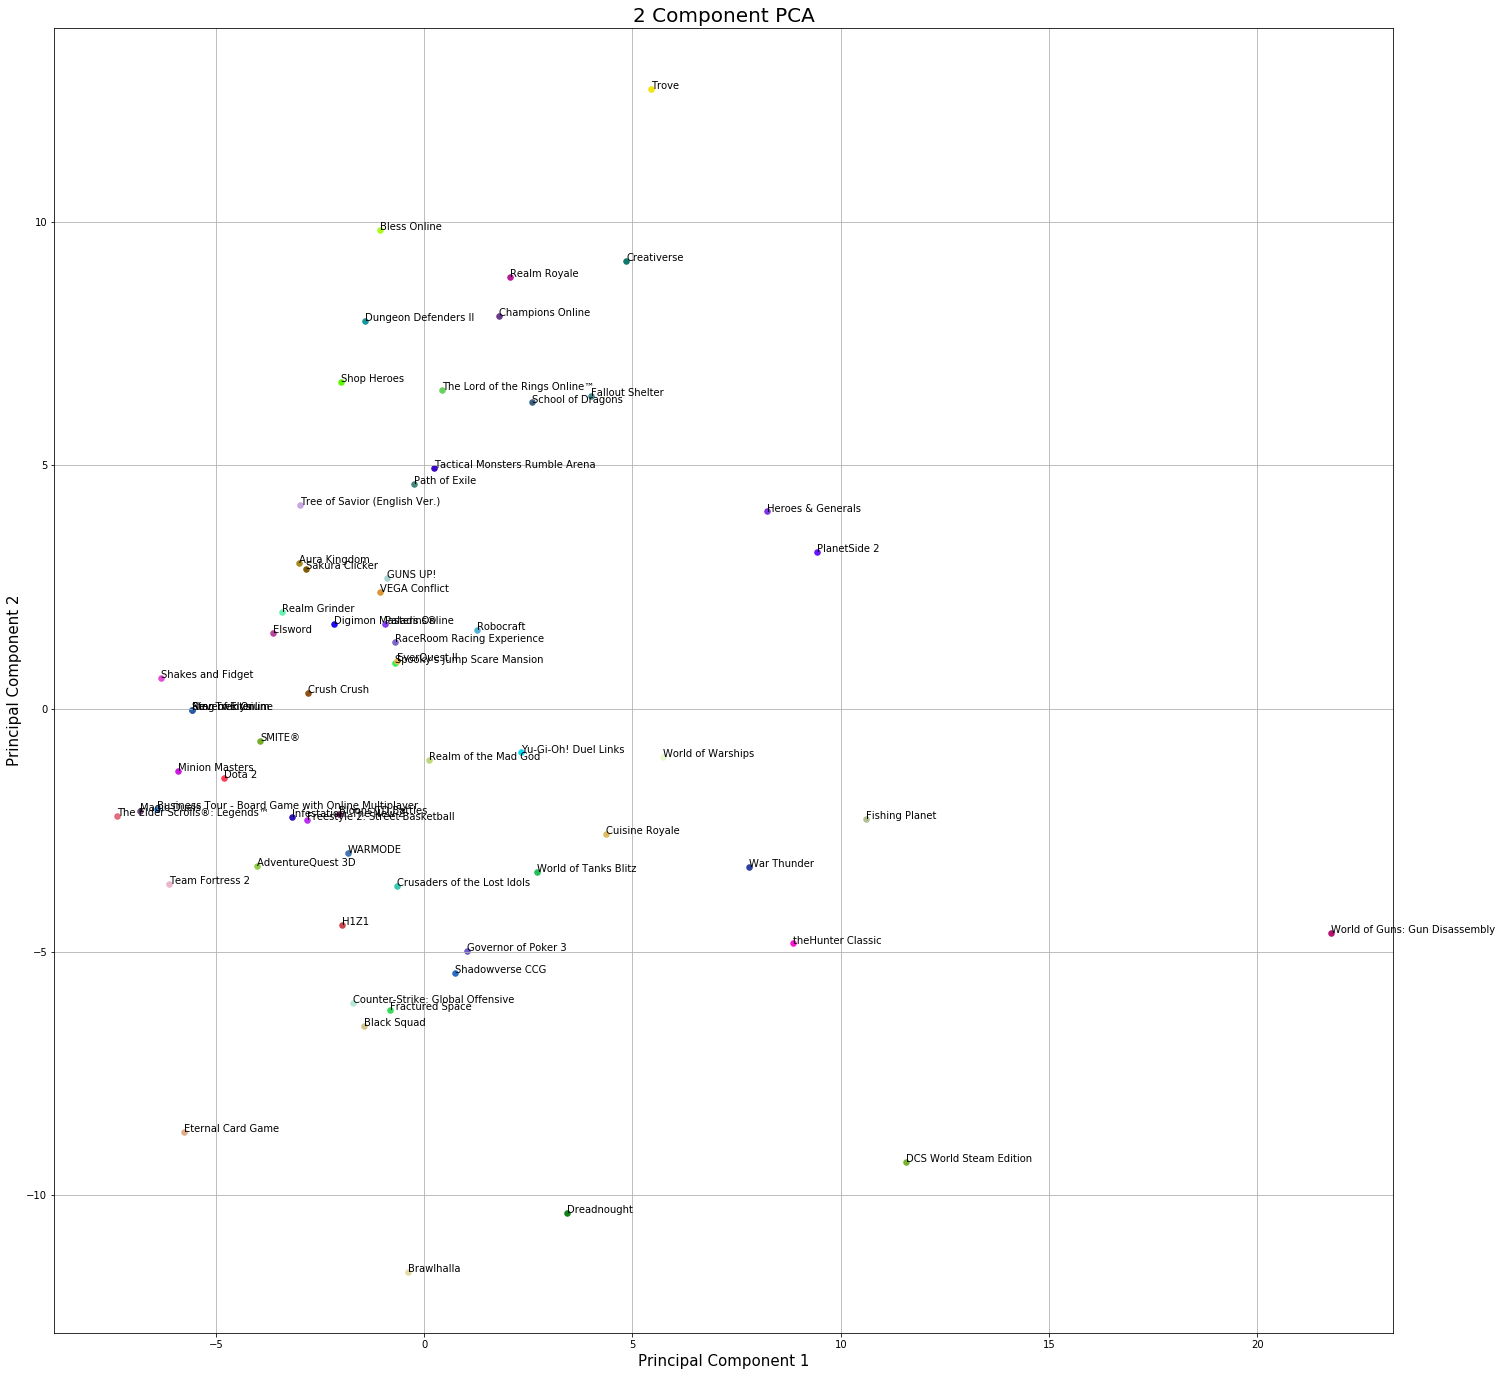 2 Component PCA
Trove
10
Bless Online
Creativerse
Realm Royale
Champions Online
Dungeon Defenders II
Shop Heroes
The Lord of the Rings Online™
Fallout Shelter
School of Dragons
5
Tactical Monsters Rumble Arena
Path of Exile
Tree of Savior (English Ver.)
Heroes & Generals
PlanetSide 2
Aura Kingdom
Sakura Clicker
GUNS UP!
VEGA Conflict
Realm Grinder
Digimon Masters Online
Paladins®
Robocraft
Elsword
RaceRoom Racing Experience
EverQuest II
Spooky's Jump Scare Mansion
Shakes and Fidget
Crush Crush
0
SMITE®
Yu-Gi-Oh! Duel Links
Realm of the Mad God
World of Warships
Minion Masters
Dota 2
Business Tour - Board Game with Online Multiplayer
Magic Duels
The Elder Scrolls®: Legends™
Freestyle 2: Street Basketball
Fishing Planet
Cuisine Royale
WARMODE
AdventureQuest 3D
World of Tanks Blitz
War Thunder
Team Fortress 2
Crusaders of the Lost Idols
H1Z1
World of Guns: Gun Disassembly
theHunter Classic
Governor of Poker 3
−5
Shadowverse CCG
Counter-Strike: Global Offensive
Fractured Space
Black Squad
Eternal Card Game
DCS World Steam Edition
−10
Dreadnought
Brawlhalla
−5
0
5
10
15
20
Principal Component 1
Principal Component 2